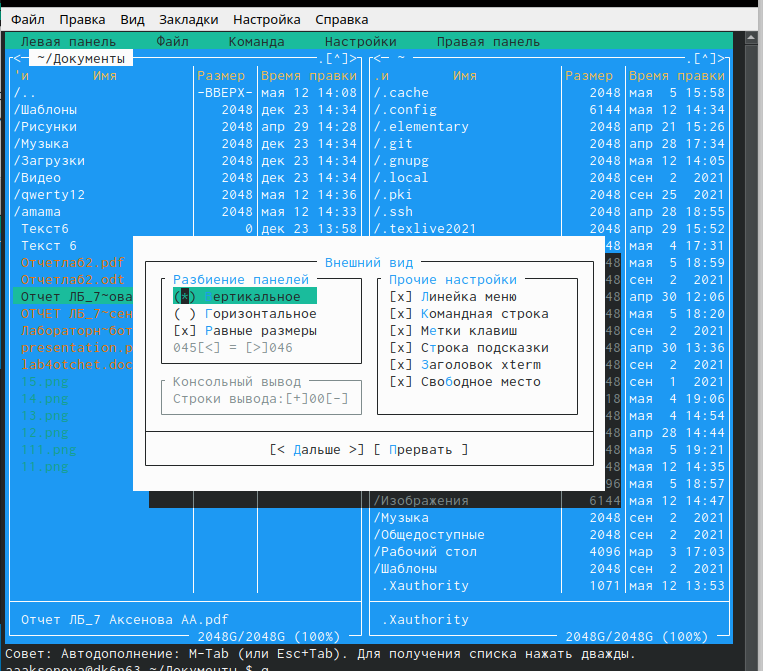 Файл Правка Вид Закладки Настройка Справка
Левая панель Файл Команда Настройки Правая панель
<— ~/Документы .[^]> <— ~ .[^]>
'и Имя Размер Время правки .и Имя Размер Время правки
/.. -ВВЕРХ- мая 12 14:08 /.cache 2048 мая 5 15:58
/Шаблоны 2048 дек 23 14:34 /.config 6144 мая 12 14:34
/Рисунки 2048 апр 29 14:28 /.elementary 2048 апр 21 15:26
/Музыка 2048 дек 23 14:34 /.git 2048 апр 28 17:34
/Загрузки 2048 дек 23 14:34 /.gnupg 2048 мая 12 14:05
/Видео 2048 дек 23 14:34 /.local 2048 сен 2 2021
/qwerty12 2048 мая 12 14:36 /.pki 2048 сен 25 2021
/amama 2048 мая 12 14:33 /.ssh 2048 апр 28 18:55
Текст6 0 дек 23 13:58 /.texlive2021 2048 апр 29 15:52
Текст 6 48 мая 4 17:31
Внешний вид
Отчетла62.pdf 48 мая 5 18:59
Разбиение панелей Прочие настройки
Отчетла62.odt 48 сен 2 2021
Отчет ЛБ_7~ова (*) Вертикальное [x] Линейка меню 48 апр 30 12:06
ОТЧЕТ ЛБ_7~сен ( ) Горизонтальное [x] Командная строка 48 мая 5 18:20
Лабораторн~бот [x] Равные размеры [x] Метки клавиш 48 сен 2 2021
presentation.p 045[<] = [>]046 [x] Строка подсказки 48 апр 30 13:36
lab4otchet.doc [x] Заголовок xterm 48 сен 2 2021
15.png Консольный вывод [x] Свободное место 48 сен 1 2021
14.png Строки вывода:[+]00[-] 18 мая 4 19:06
13.png 48 мая 4 14:54
12.png 48 апр 28 14:44
111.png [< Дальше >] [ Прервать ] 48 мая 5 19:21
11.png 48 мая 12 14:35
96 мая 5 18:57
/Изображения 6144 мая 12 14:47
/Музыка 2048 сен 2 2021
/Общедоступные 2048 сен 2 2021
/Рабочий стол 4096 мар 3 17:03
/Шаблоны 2048 сен 2 2021
.Xauthority 1071 мая 12 13:53
Отчет ЛБ_7 Аксенова АА.pdf .Xauthority
2048G/2048G (100%) 2048G/2048G (100%)
Совет: Автодополнение: M-Tab (или Esc+Tab). Для получения списка нажать дважды.